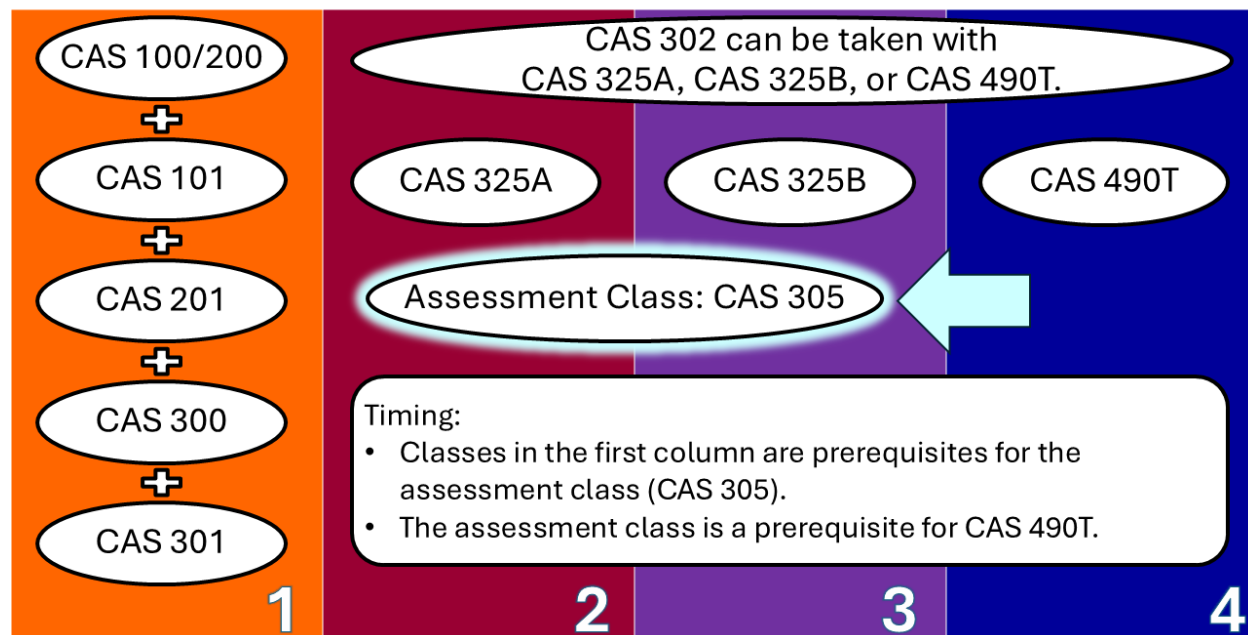 CAS 100/200
CAS 101
CAS 201
CAS 300
CAS 301
1
CAS 302 can be taken with
CAS 325A, CAS 325B, or CAS 490T.
CAS 325A
CAS 325B
CAS 490T
Assessment Class: CAS 305
Timing:
• Classes in the first column are prerequisites for the
assessment class (CAS 305).
• The assessment class is a prerequisite for CAS 490T.
2
3
4